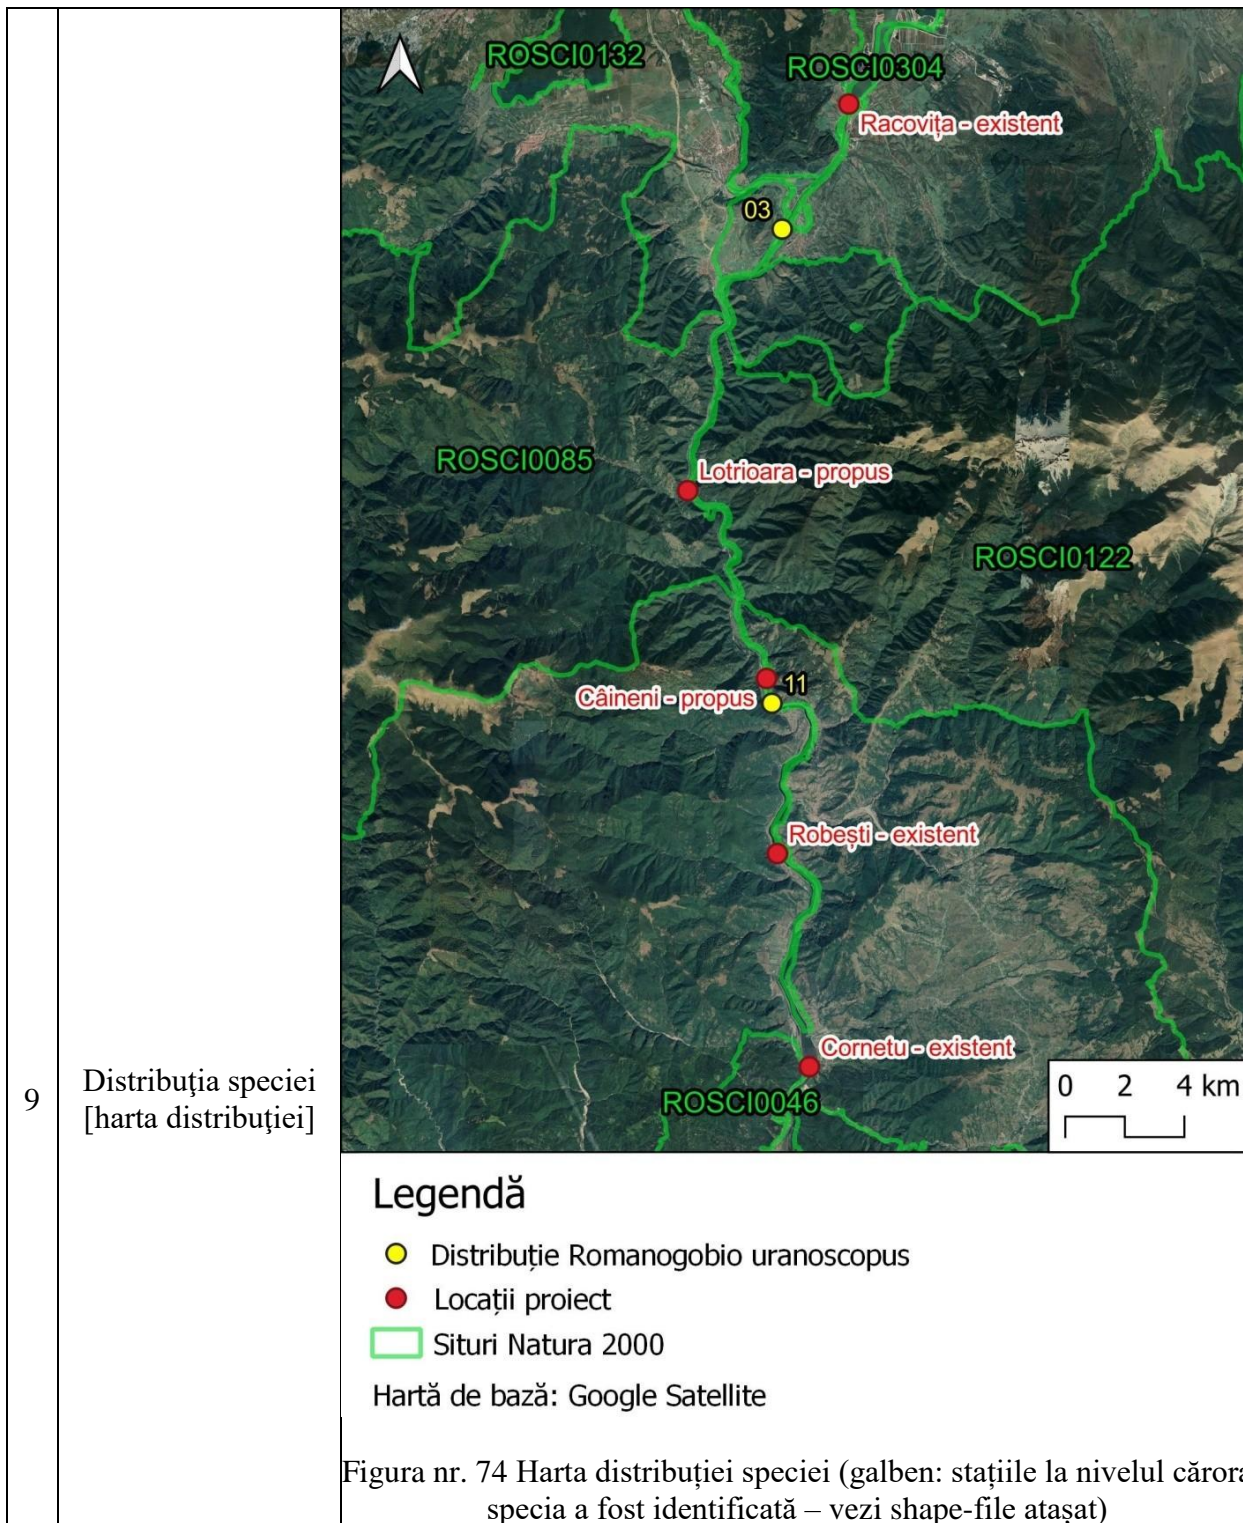 9
Distribuţia speciei
[harta distribuţiei]
ROSCI0132
ROSCI0304
Racovița - existent
03
ROSCI0085
Lotrioara - propus
ROSCI0122
Câineni - propus
11
Robești - existent
Cornetu - existent
ROSCI0046
0 2 4 km
Legendă
Distribuție Romanogobio uranoscopus
Locații proiect
Situri Natura 2000
Hartă de bază: Google Satellite
Figura nr. 74 Harta distribuției speciei (galben: stațiile la nivelul cărora
specia a fost identificată – vezi shape-file atașat)